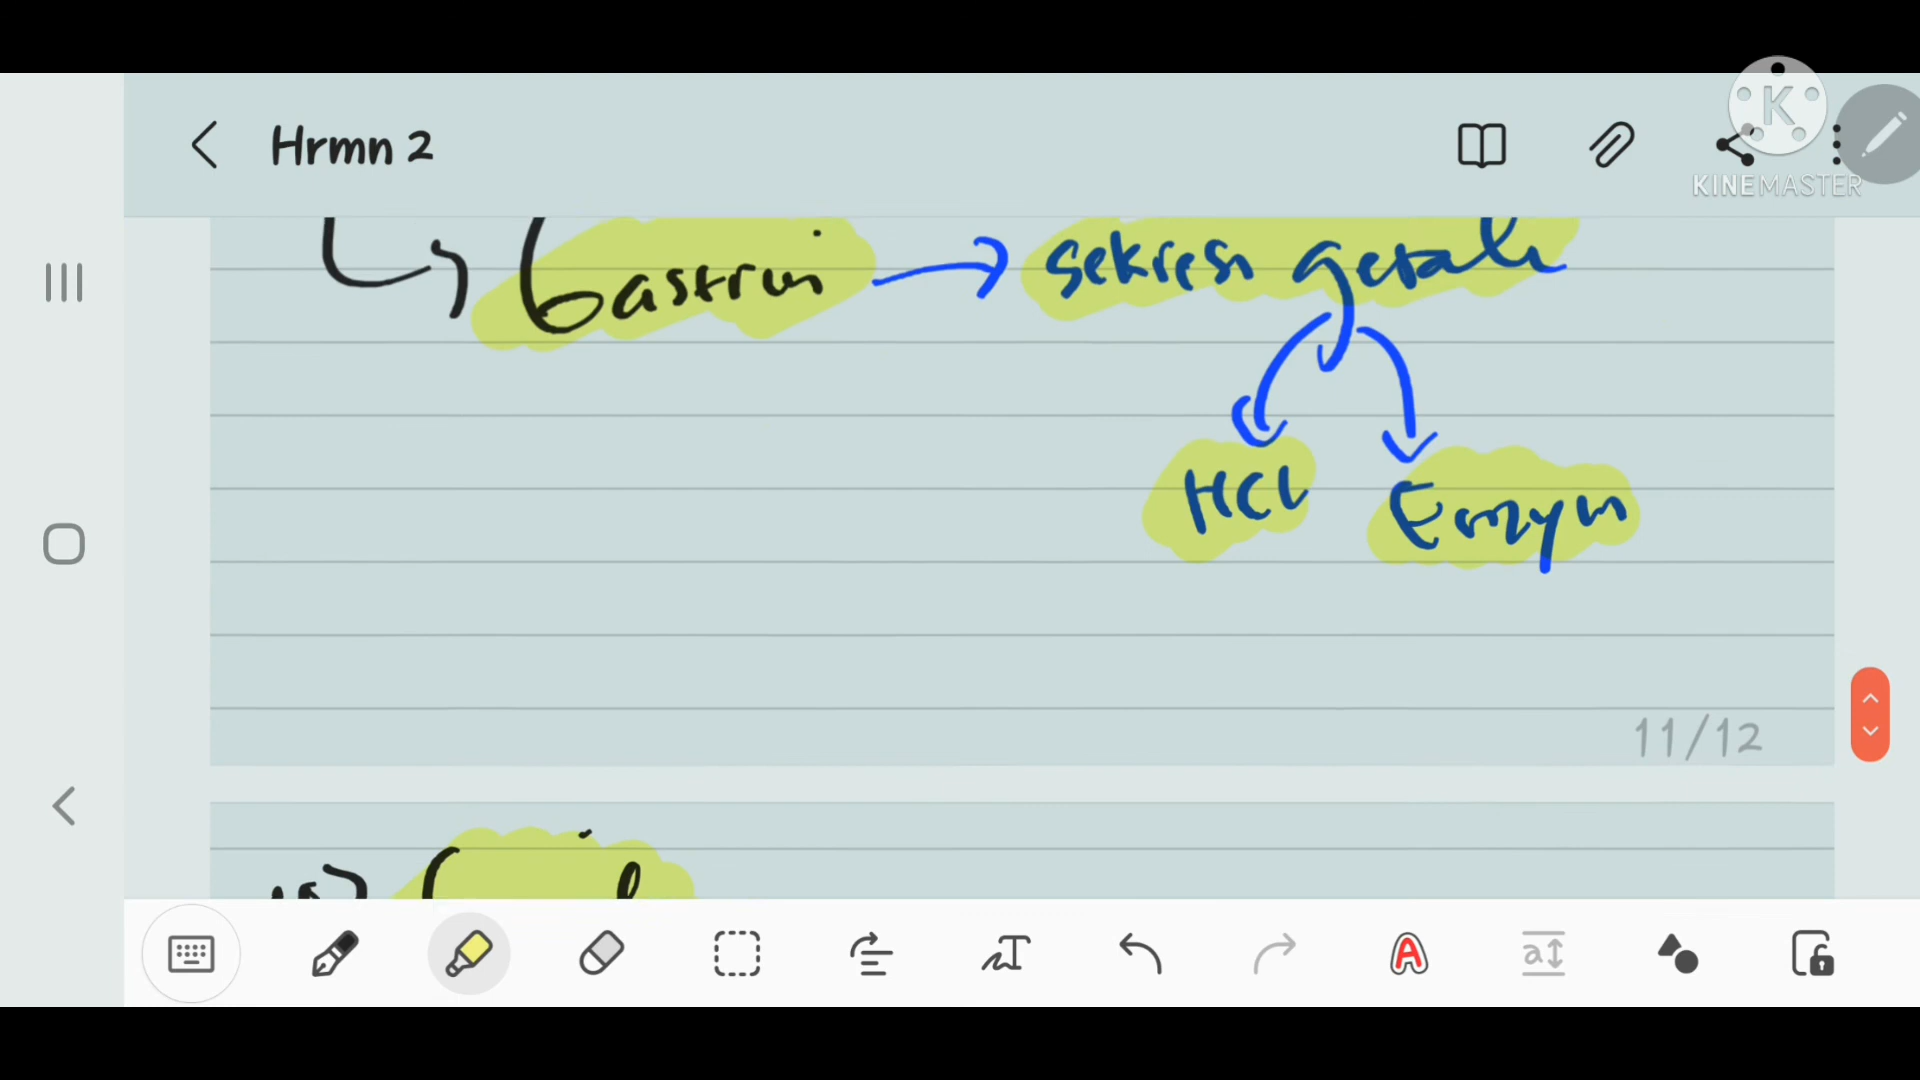 Hrmn 2
KINEMASTER
Gastrin → sekresi getah
HCl Enzym
11/12